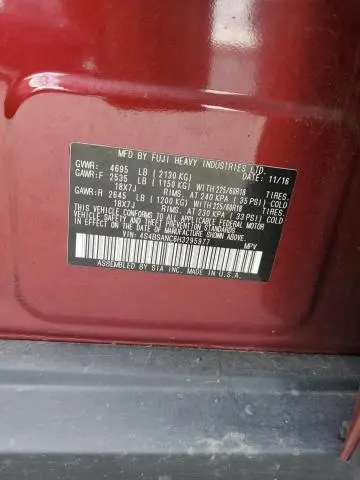 MFD BY FUJI HEAVY INDUSTRIES LTD.
GVWR: 4695 LB (2130 KG) 11/16
GAWR:F 2535 LB (1150 KG) WITH 225/60R18 TIRES.
18X7J RIMS. AT 240 KPA (35 PSI) COLD.
GAWR:R 2645 LB (1200 KG) WITH 225/60R18 TIRES.
18X7J RIMS. AT 230 KPA (33 PSI) COLD.
THIS VEHICLE CONFORMS TO ALL APPLICABLE FEDERAL MOTOR
VEHICLE SAFETY, BUMPER, AND THEFT PREVENTION
STANDARDS IN EFFECT ON THE DATE OF
MANUFACTURE SHOWN ABOVE.
VIN: 4S4BSANC6H3295977 MPV
ASSEMBLED BY SIA INC. MADE IN U.S.A.